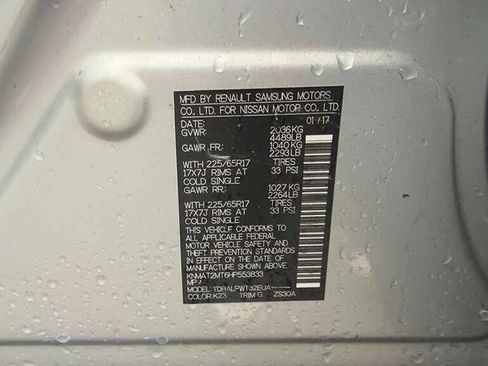 MFD BY RENAULT SAMSUNG MOTORS
CO., LTD. FOR NISSAN MOTOR CO., LTD.
DATE: 01/17
GVWR: 2036KG
4489LB
GAWR FR: 1040 KG
2293LB
WITH 225/65R17 TIRES
17X7J RIMS AT 33 PSI
COLD SINGLE
GAWR RR: 1027 KG
2264LB
WITH 225/65R17 TIRES
17X7J RIMS AT 33 PSI
COLD SINGLE
THIS VEHICLE CONFORMS TO
ALL APPLICABLE FEDERAL
MOTOR VEHICLE SAFETY AND
THEFT PREVENTION STANDARDS
IN EFFECT ON THE DATE OF
MANUFACTURE SHOWN ABOVE.
KNMAT2MT6HP553833
MP/
MODEL:
COLOR:K23 TRIM:G ZS30A